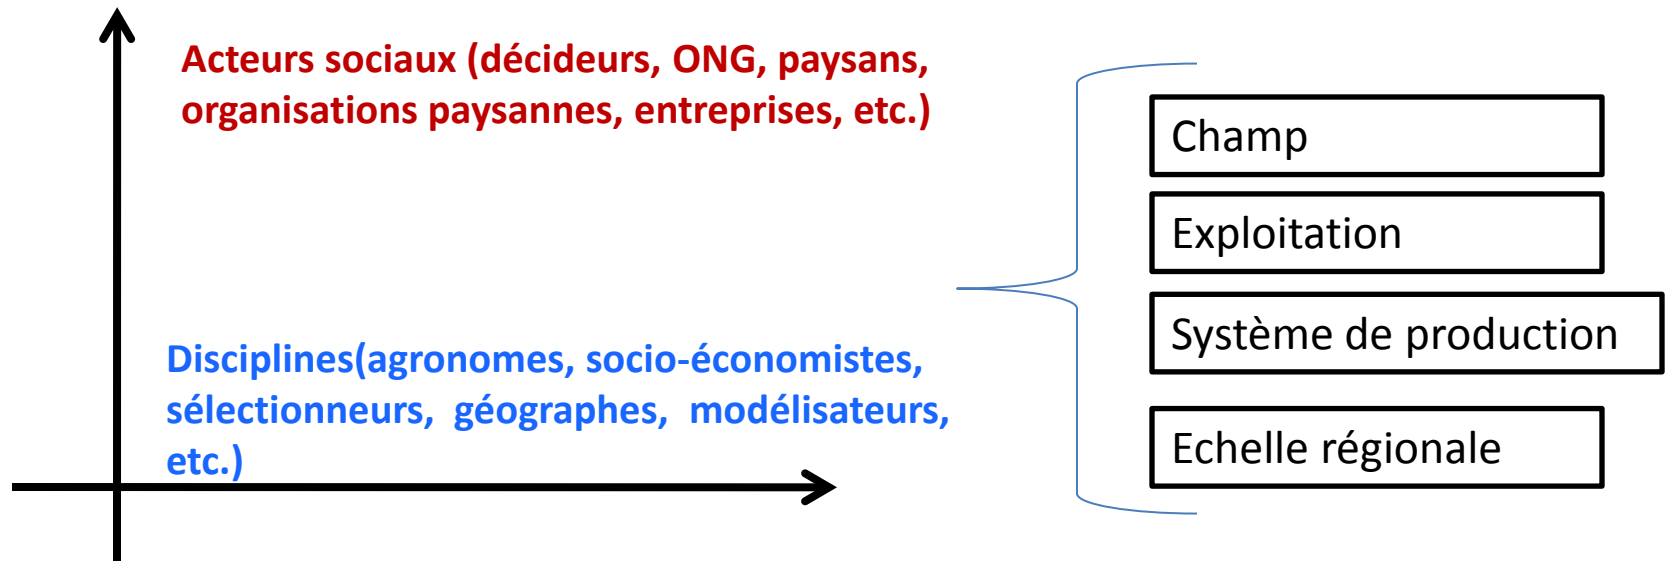 Acteurs sociaux (décideurs, ONG, paysans,
organisations paysannes, entreprises, etc.)
Disciplines(agronomes, socio-économistes,
sélectionneurs, géographes, modélisateurs,
etc.)
Champ
Exploitation
Système de production
Echelle régionale